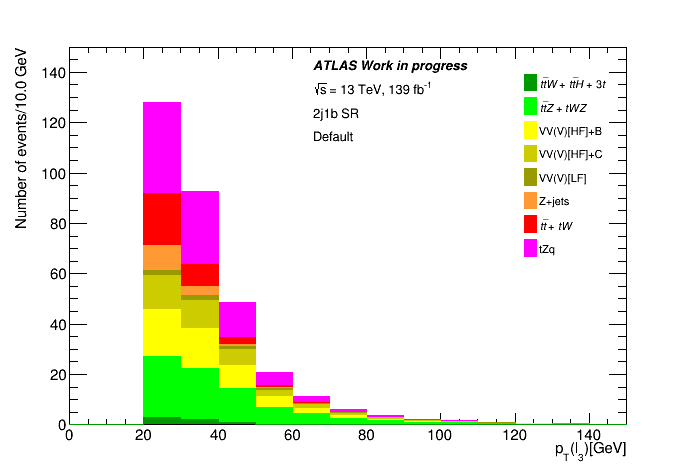 ATLAS Work in progress
√s = 13 TeV, 139 fb⁻¹
2j1b SR
Default
tt̄W + tt̄H + 3t
tt̄Z + tWZ
VV(V)[HF]+B
VV(V)[HF]+C
VV(V)[LF]
Z+jets
tt̄ + tW
tZq
Number of events/10.0 GeV
140
120
100
80
60
40
20
0
0 20 40 60 80 100 120 140
p_T(l_3)[GeV]